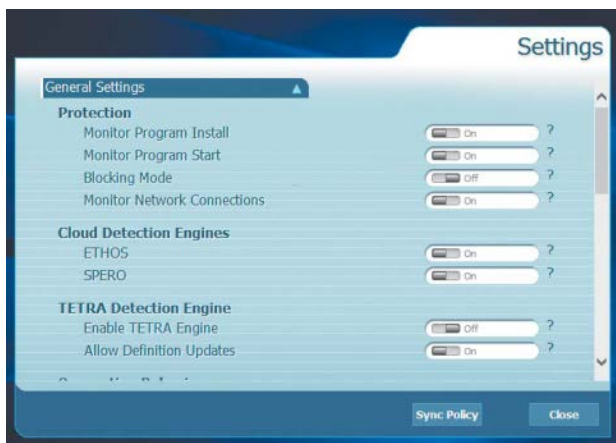 Settings
General Settings
Protection
Monitor Program Install On ?
Monitor Program Start On ?
Blocking Mode Off ?
Monitor Network Connections On ?
Cloud Detection Engines
ETHOS On ?
SPERO On ?
TETRA Detection Engine
Enable TETRA Engine Off ?
Allow Definition Updates On ?
Sync Policy Close